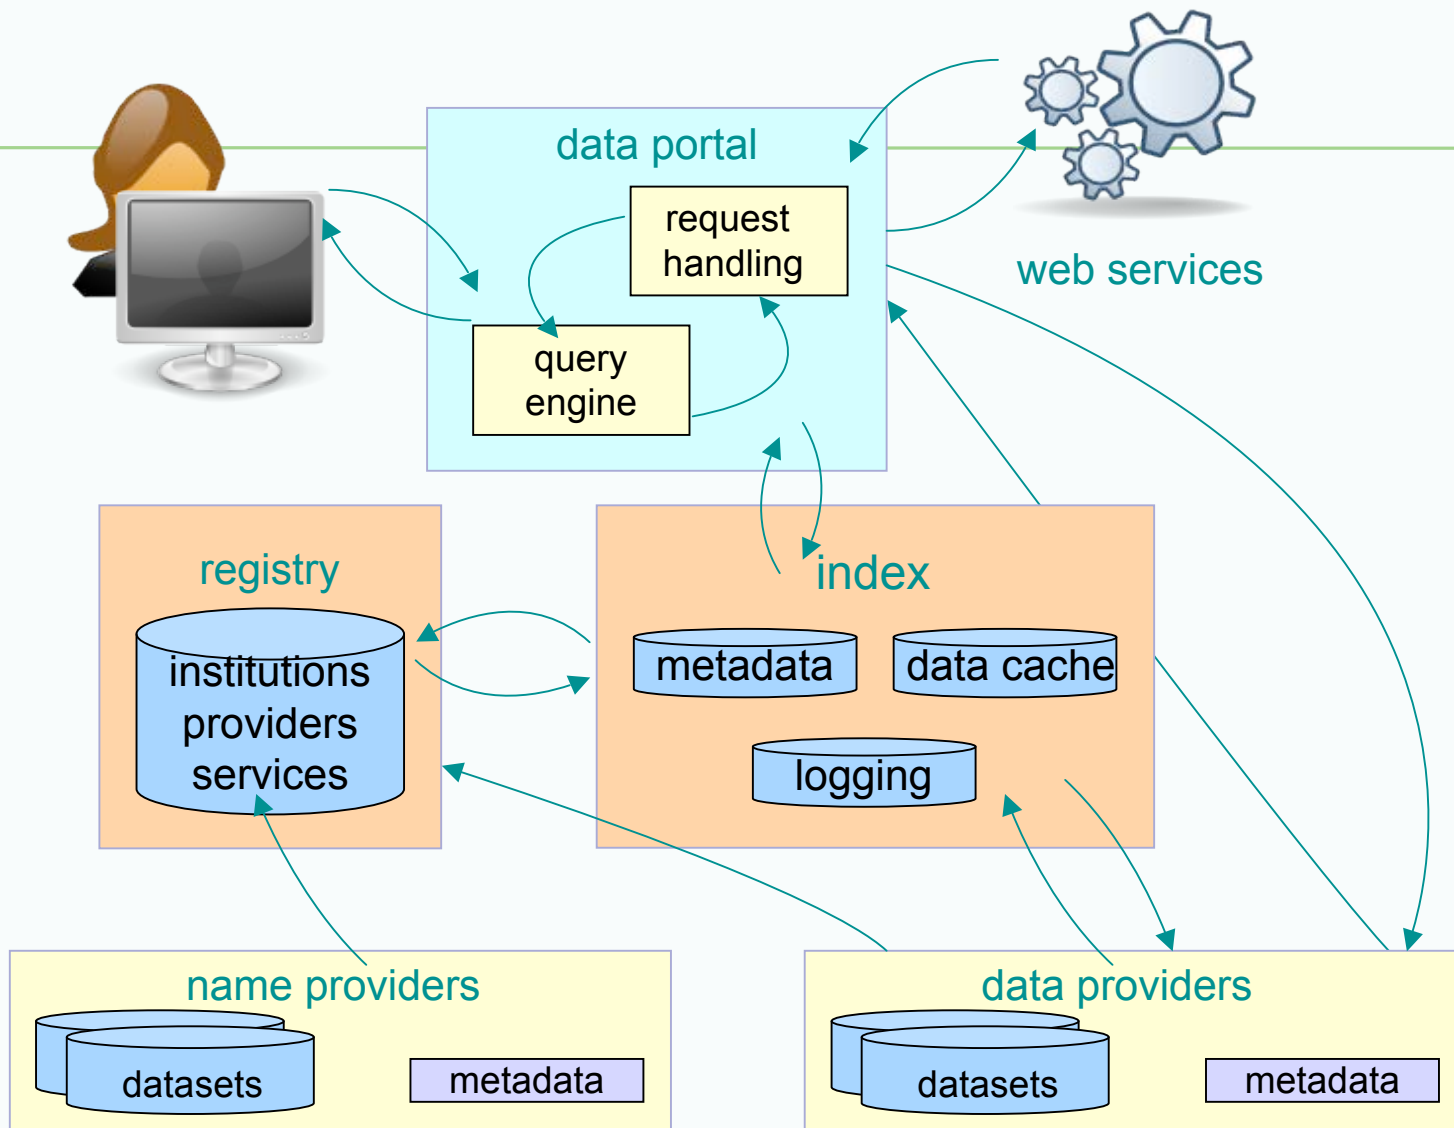 data portal
request
handling
web services
query
engine
registry
index
institutions
providers
services
metadata
data cache
logging
name providers
data providers
datasets
metadata
datasets
metadata